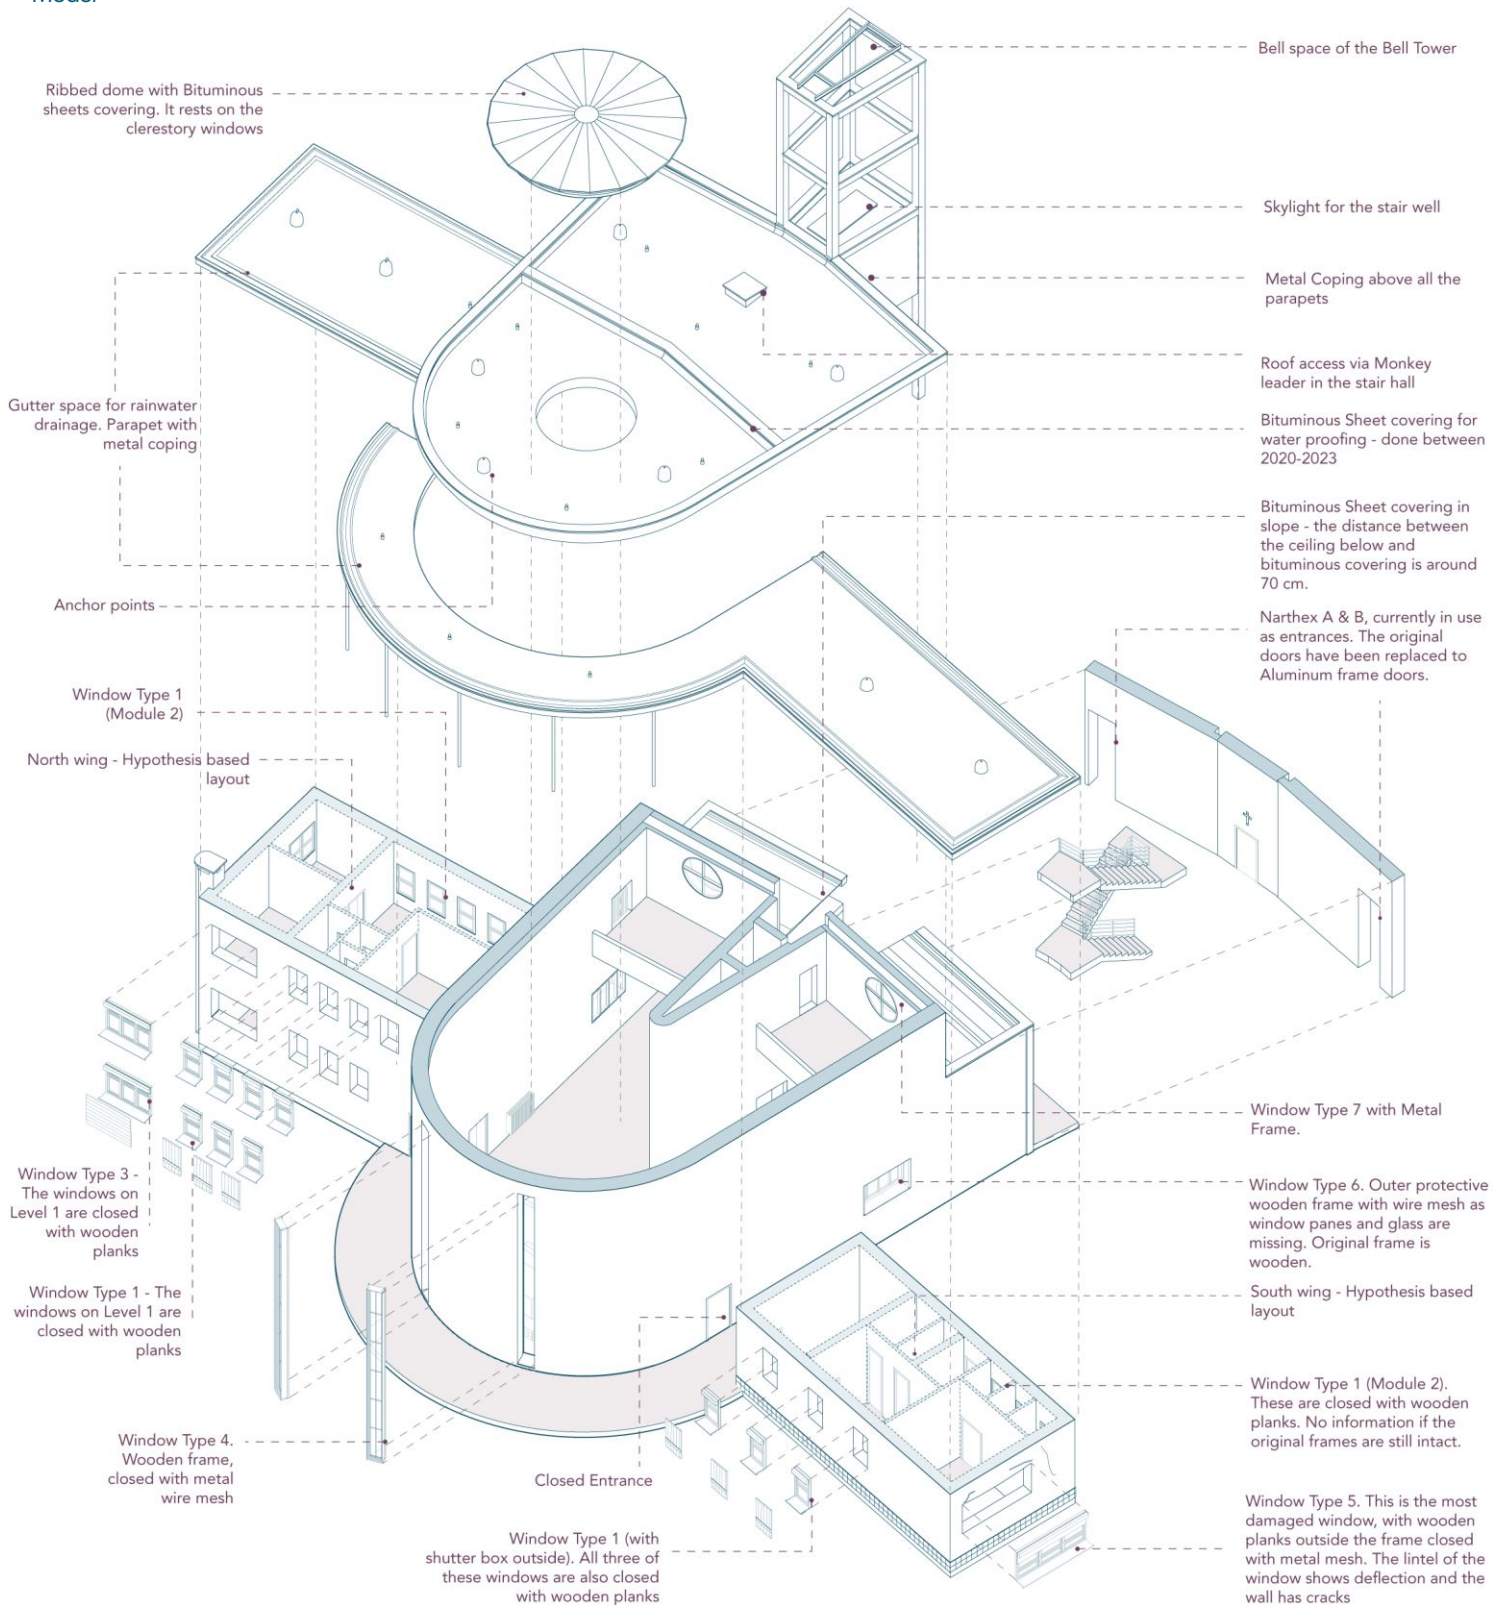 Model
Bell space of the Bell Tower
Ribbed dome with Bituminous
sheets covering. It rests on the
clerestory windows
Skylight for the stair well
Metal Coping above all the
parapets
Roof access via Monkey
leader in the stair hall
Gutter space for rainwater
drainage. Parapet with
metal coping
Bituminous Sheet covering for
water proofing - done between
2020-2023
Bituminous Sheet covering in
slope - the distance between
the ceiling below and
bituminous covering is around
70 cm.
Anchor points
Narthex A & B, currently in use
as entrances. The original
doors have been replaced to
Aluminum frame doors.
Window Type 1
(Module 2)
North wing - Hypothesis based
layout
Window Type 7 with Metal
Frame.
Window Type 3 -
The windows on
Level 1 are closed
with wooden
planks
Window Type 6. Outer protective
wooden frame with wire mesh as
window panes and glass are
missing. Original frame is
wooden.
Window Type 1 - The
windows on Level 1 are
closed with wooden
planks
South wing - Hypothesis based
layout
Window Type 1 (Module 2).
These are closed with wooden
planks. No information if the
original frames are still intact.
Window Type 4.
Wooden frame,
closed with metal
wire mesh
Closed Entrance
Window Type 1 (with
shutter box outside). All three of
these windows are also closed
with wooden planks
Window Type 5. This is the most
damaged window, with wooden
planks outside the frame closed
with metal mesh. The lintel of the
window shows deflection and the
wall has cracks